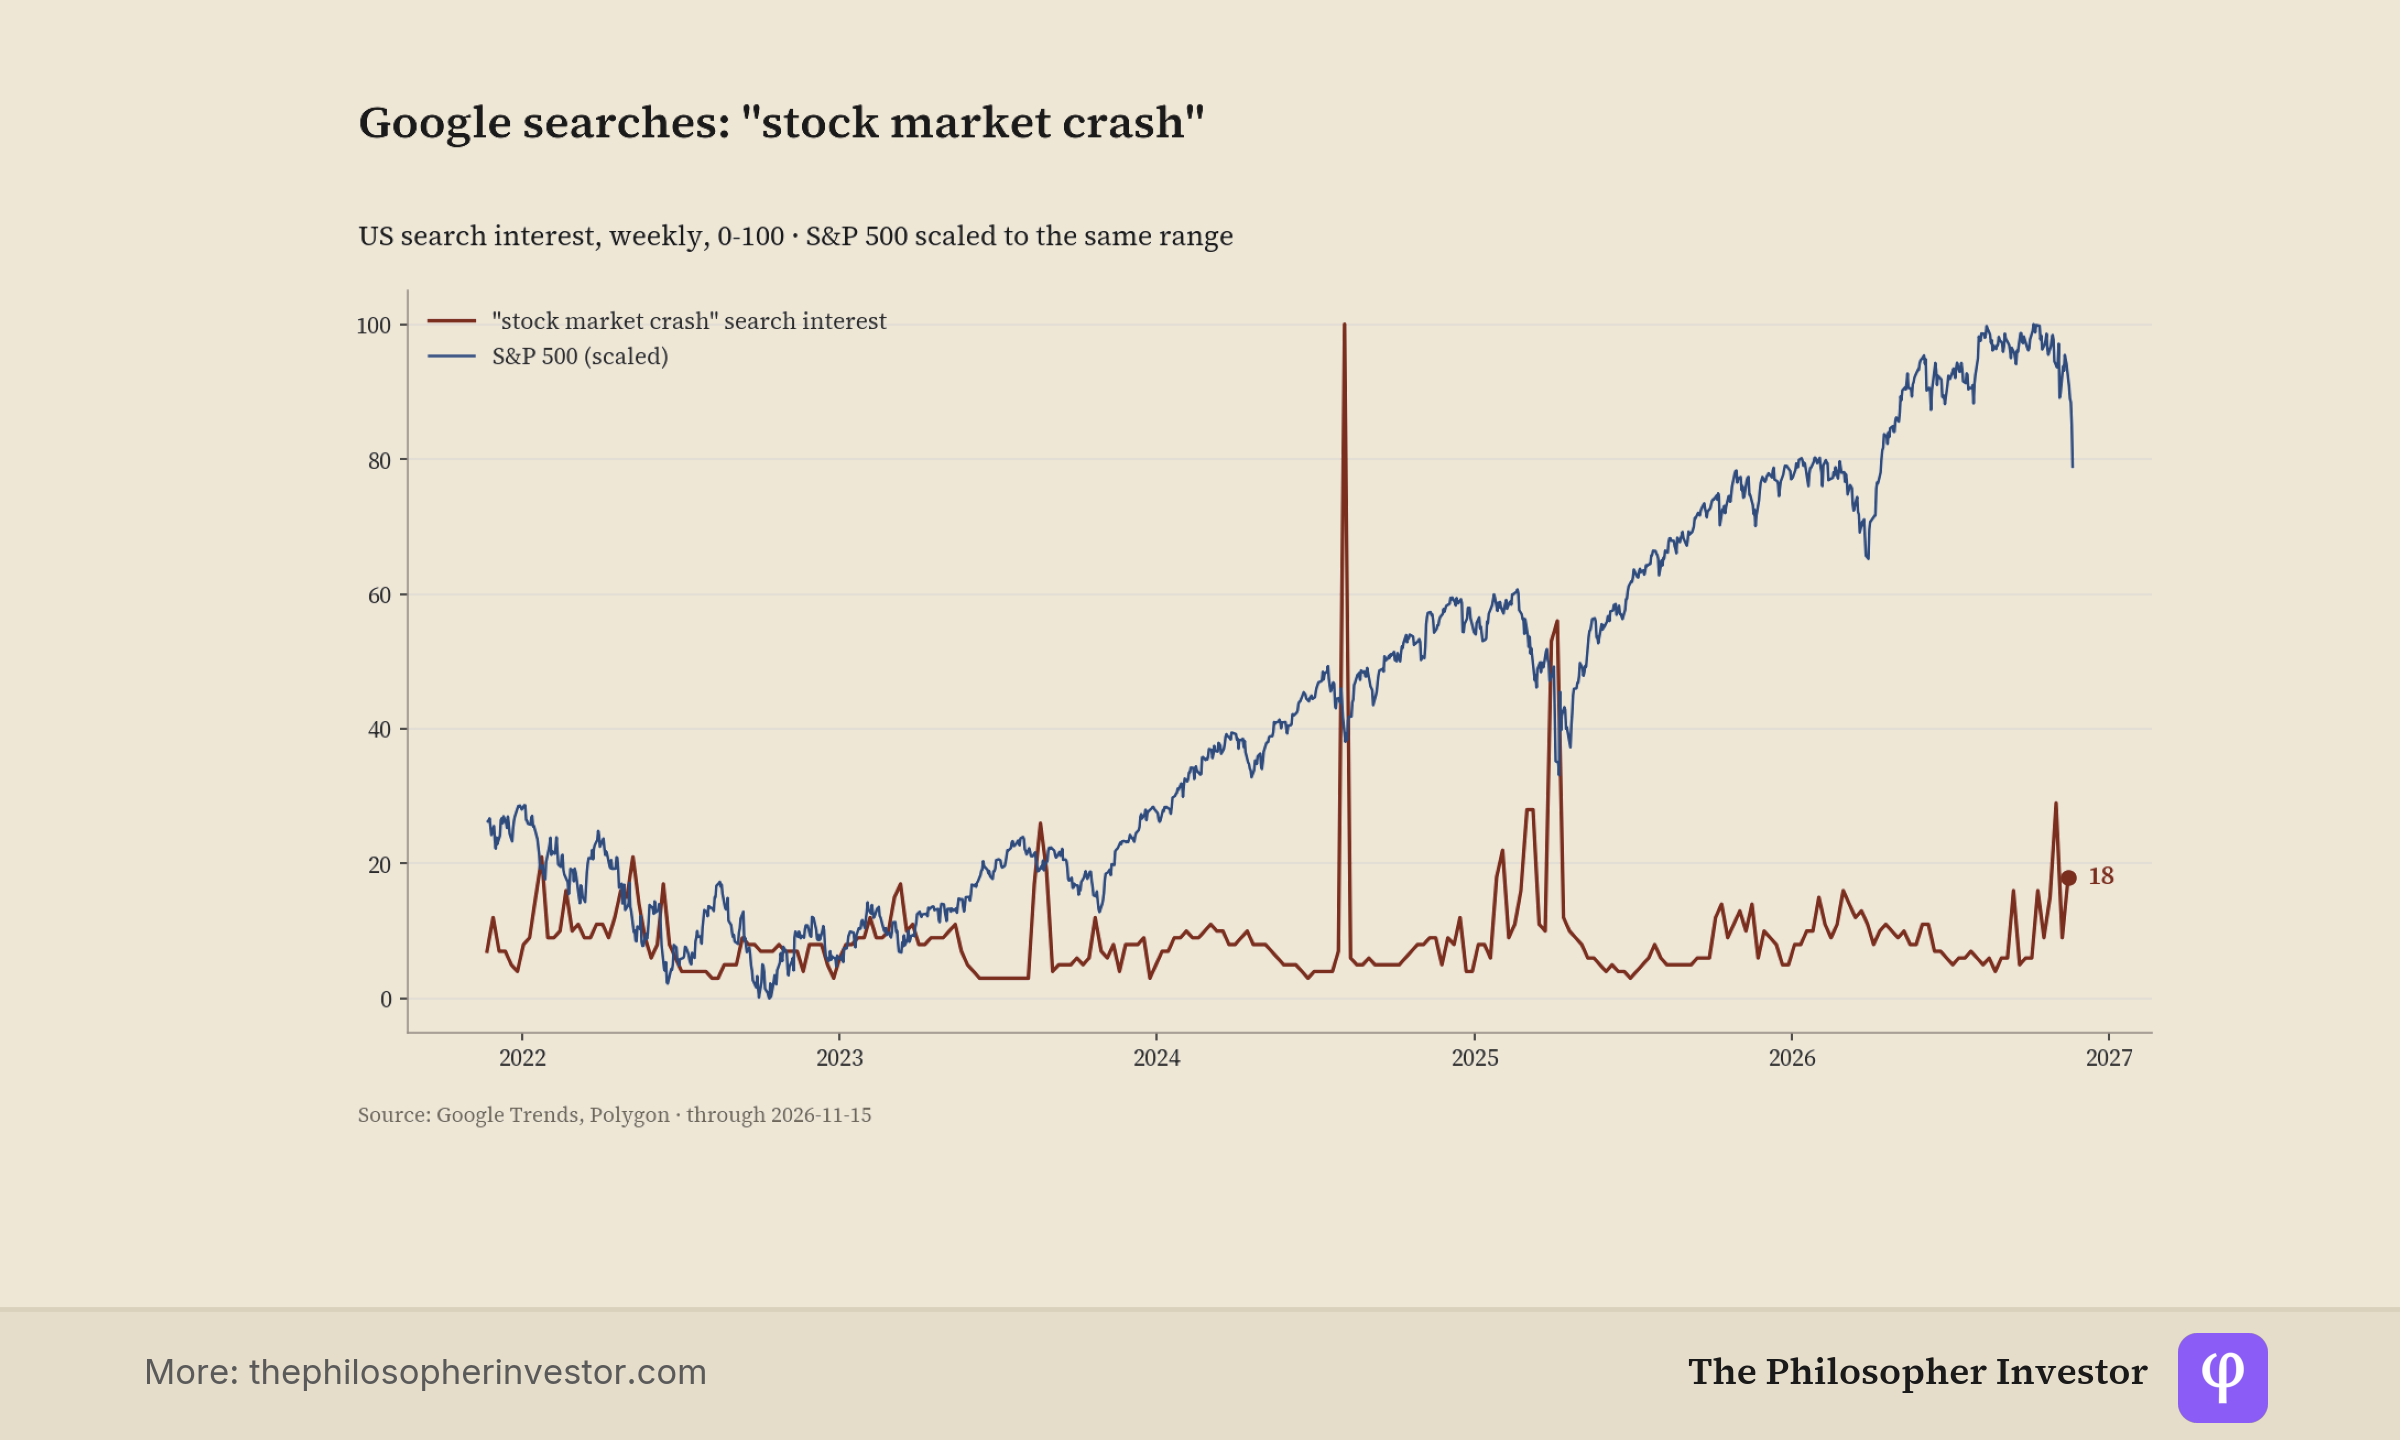 Google searches: "stock market crash"
US search interest, weekly, 0-100 · S&P 500 scaled to the same range
"stock market crash" search interest
S&P 500 (scaled)
100
80
60
40
20
0
18
2022 2023 2024 2025 2026 2027
Source: Google Trends, Polygon · through 2026-11-15
More: thephilosopherinvestor.com
The Philosopher Investor φ